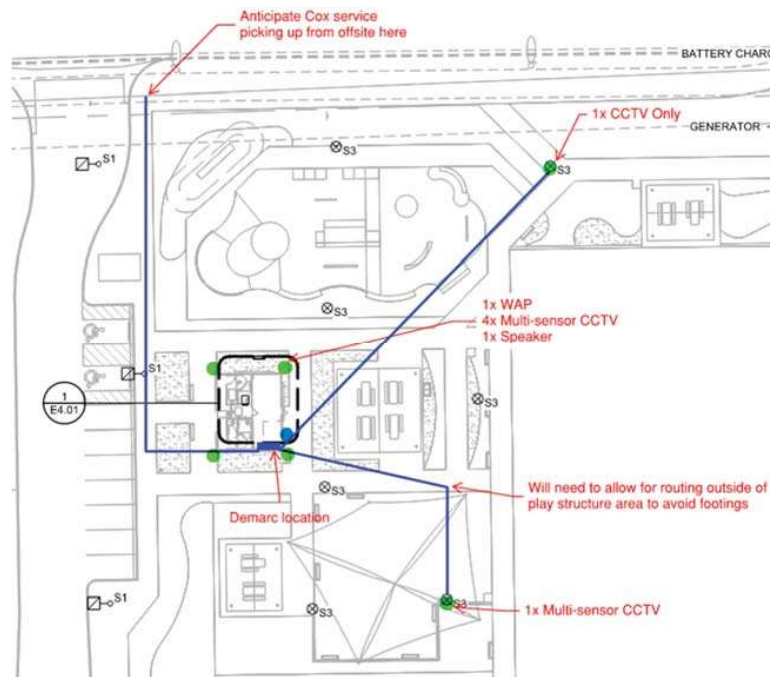 Anticipate Cox service
picking up from offsite here
BATTERY CHARG
1x CCTV Only
GENERATOR
S1
S3
S3
1x WAP
4x Multi-sensor CCTV
1x Speaker
S3
S1
1
E4.01
S3
S3
Demarc location
Will need to allow for routing outside of
play structure area to avoid footings
S1
S3
S3
1x Multi-sensor CCTV